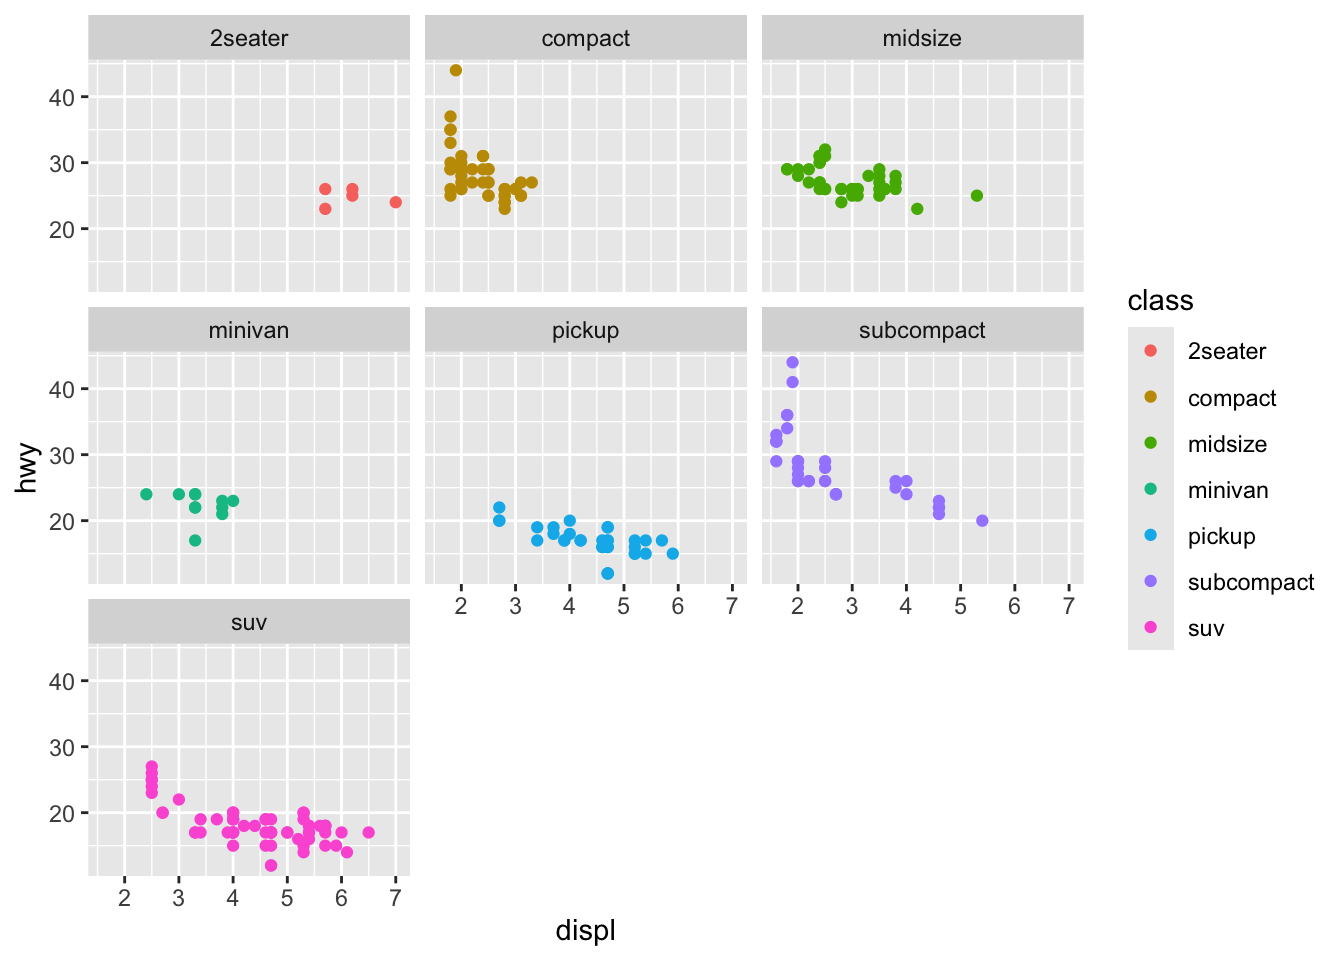 2seater compact midsize
40
30
20
minivan pickup subcompact
40
30
20
2 3 4 5 6 7 2 3 4 5 6 7
suv
40
30
20
2 3 4 5 6 7
displ
hwy
class
2seater
compact
midsize
minivan
pickup
subcompact
suv